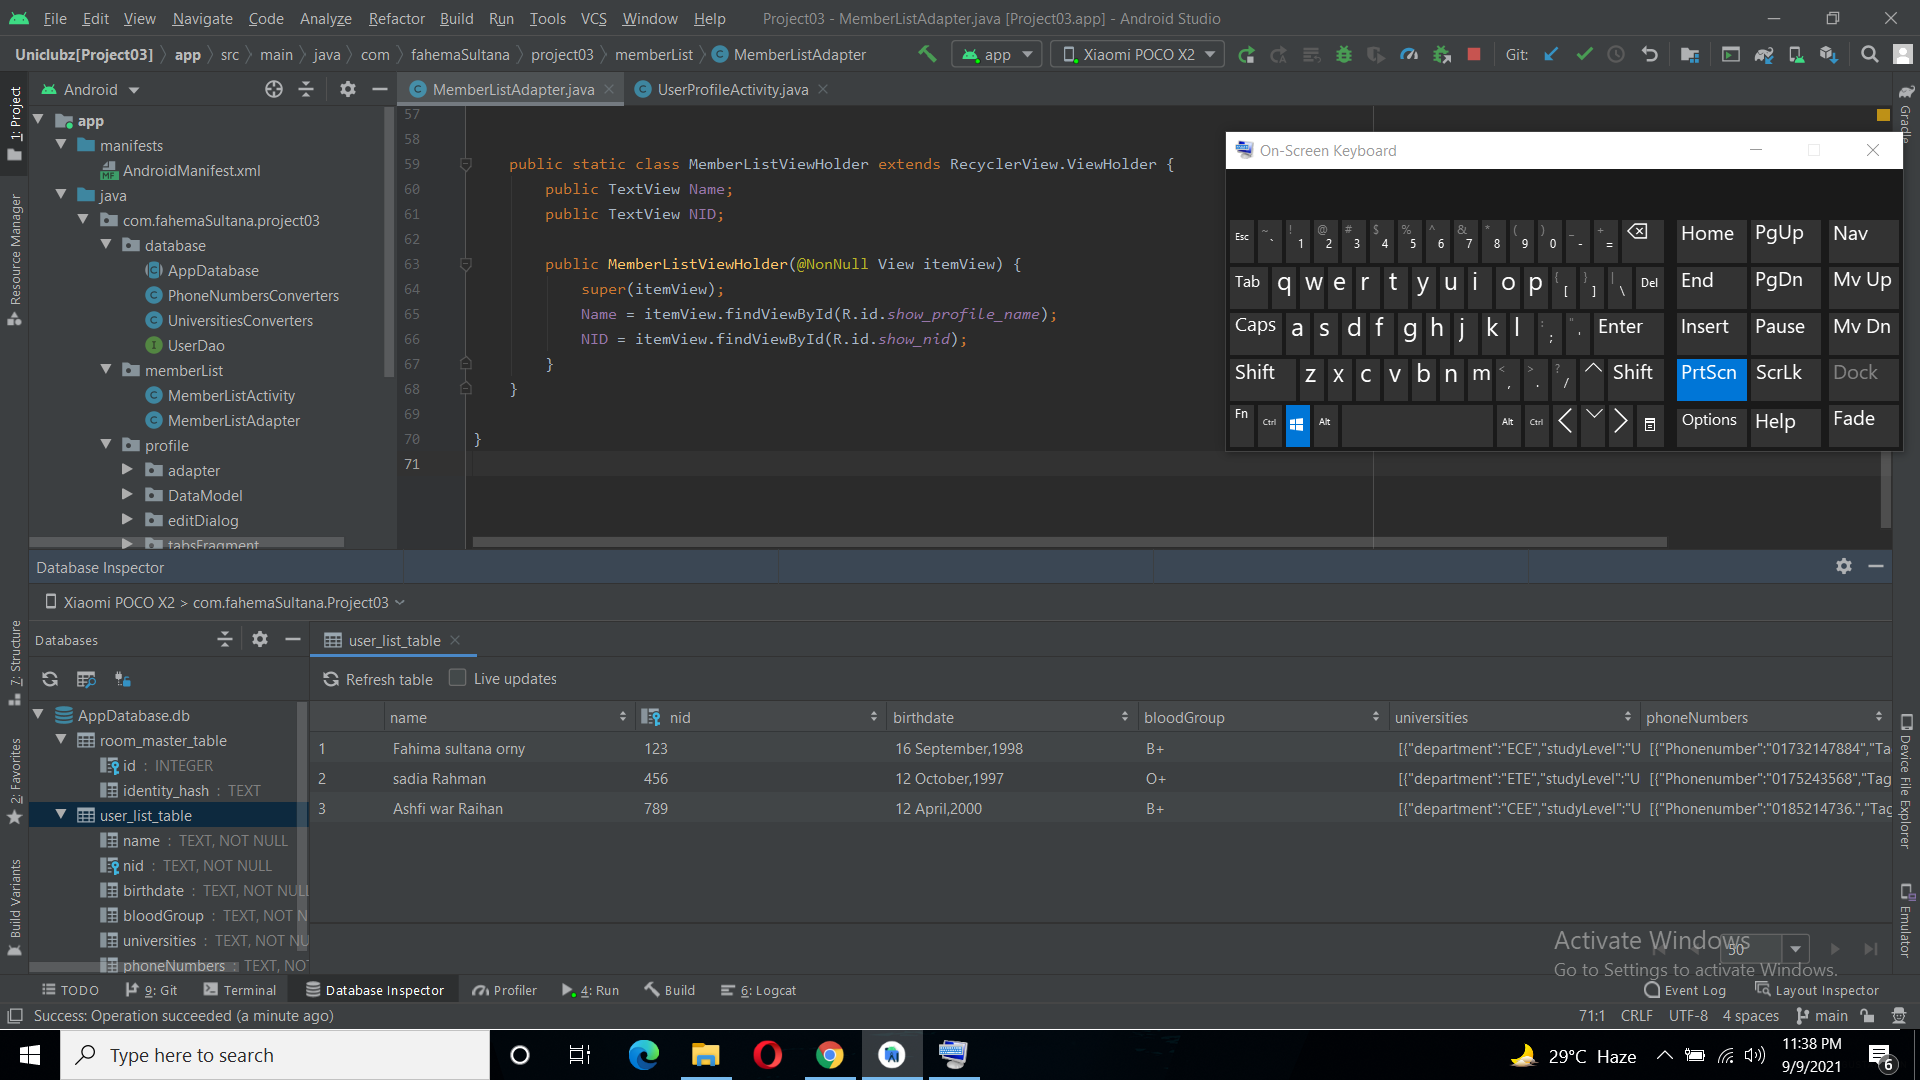 File Edit View Navigate Code Analyze Refactor Build Run Tools VCS Window Help Project03 - MemberListAdapter.java [Project03.app] - Android Studio
Uniclubz[Project03] app src main java com fahemaSultana project03 memberList MemberListAdapter app Xiaomi POCO X2 Git:
1: Project
Resource Manager
7: Structure
2: Favorites
Build Variants
Android
app
manifests
AndroidManifest.xml
java
com.fahemaSultana.project03
database
AppDatabase
PhoneNumbersConverters
UniversitiesConverters
UserDao
memberList
MemberListActivity
MemberListAdapter
profile
adapter
DataModel
editDialog
tabsFragment
MemberListAdapter.java UserProfileActivity.java
57
58
59 public static class MemberListViewHolder extends RecyclerView.ViewHolder {
60 public TextView Name;
61 public TextView NID;
62
63 public MemberListViewHolder(@NonNull View itemView) {
64 super(itemView);
65 Name = itemView.findViewById(R.id.show_profile_name);
66 NID = itemView.findViewById(R.id.show_nid);
67 }
68 }
69
70 }
71
On-Screen Keyboard
Esc ~ ` ! 1 @ 2 # 3 $ 4 % 5 ^ 6 & 7 * 8 ( 9 ) 0 _ - + = Home PgUp Nav
Tab q w e r t y u i o p { [ } ] | \ Del End PgDn Mv Up
Caps a s d f g h j k l : ; " ' Enter Insert Pause Mv Dn
Shift z x c v b n m < , > . ? / Shift PrtScn ScrLk Dock
Fn Ctrl Alt Alt Ctrl Options Help Fade
Gradle
Device File Explorer
Emulator
Database Inspector
Xiaomi POCO X2 > com.fahemaSultana.Project03
Databases
user_list_table
Refresh table Live updates
AppDatabase.db
room_master_table
id : INTEGER
identity_hash : TEXT
user_list_table
name : TEXT, NOT NULL
nid : TEXT, NOT NULL
birthdate : TEXT, NOT NULL
bloodGroup : TEXT, NOT N
universities : TEXT, NOT NU
phoneNumbers : TEXT, NOT
name nid birthdate bloodGroup universities phoneNumbers
1 Fahima sultana orny 123 16 September,1998 B+ [{"department":"ECE","studyLevel":"U [{"Phonenumber":"01732147884","Ta
2 sadia Rahman 456 12 October,1997 O+ [{"department":"ETE","studyLevel":"U [{"Phonenumber":"0175243568","Tag
3 Ashfi war Raihan 789 12 April,2000 B+ [{"department":"CEE","studyLevel":"U [{"Phonenumber":"0185214736.","Tag
50
Activate Windows
Go to Settings to activate Windows.
TODO 9: Git Terminal Database Inspector Profiler 4: Run Build 6: Logcat Event Log Layout Inspector
Success: Operation succeeded (a minute ago) 71:1 CRLF UTF-8 4 spaces main
Type here to search 29°C Haze 11:38 PM
9/9/2021
6